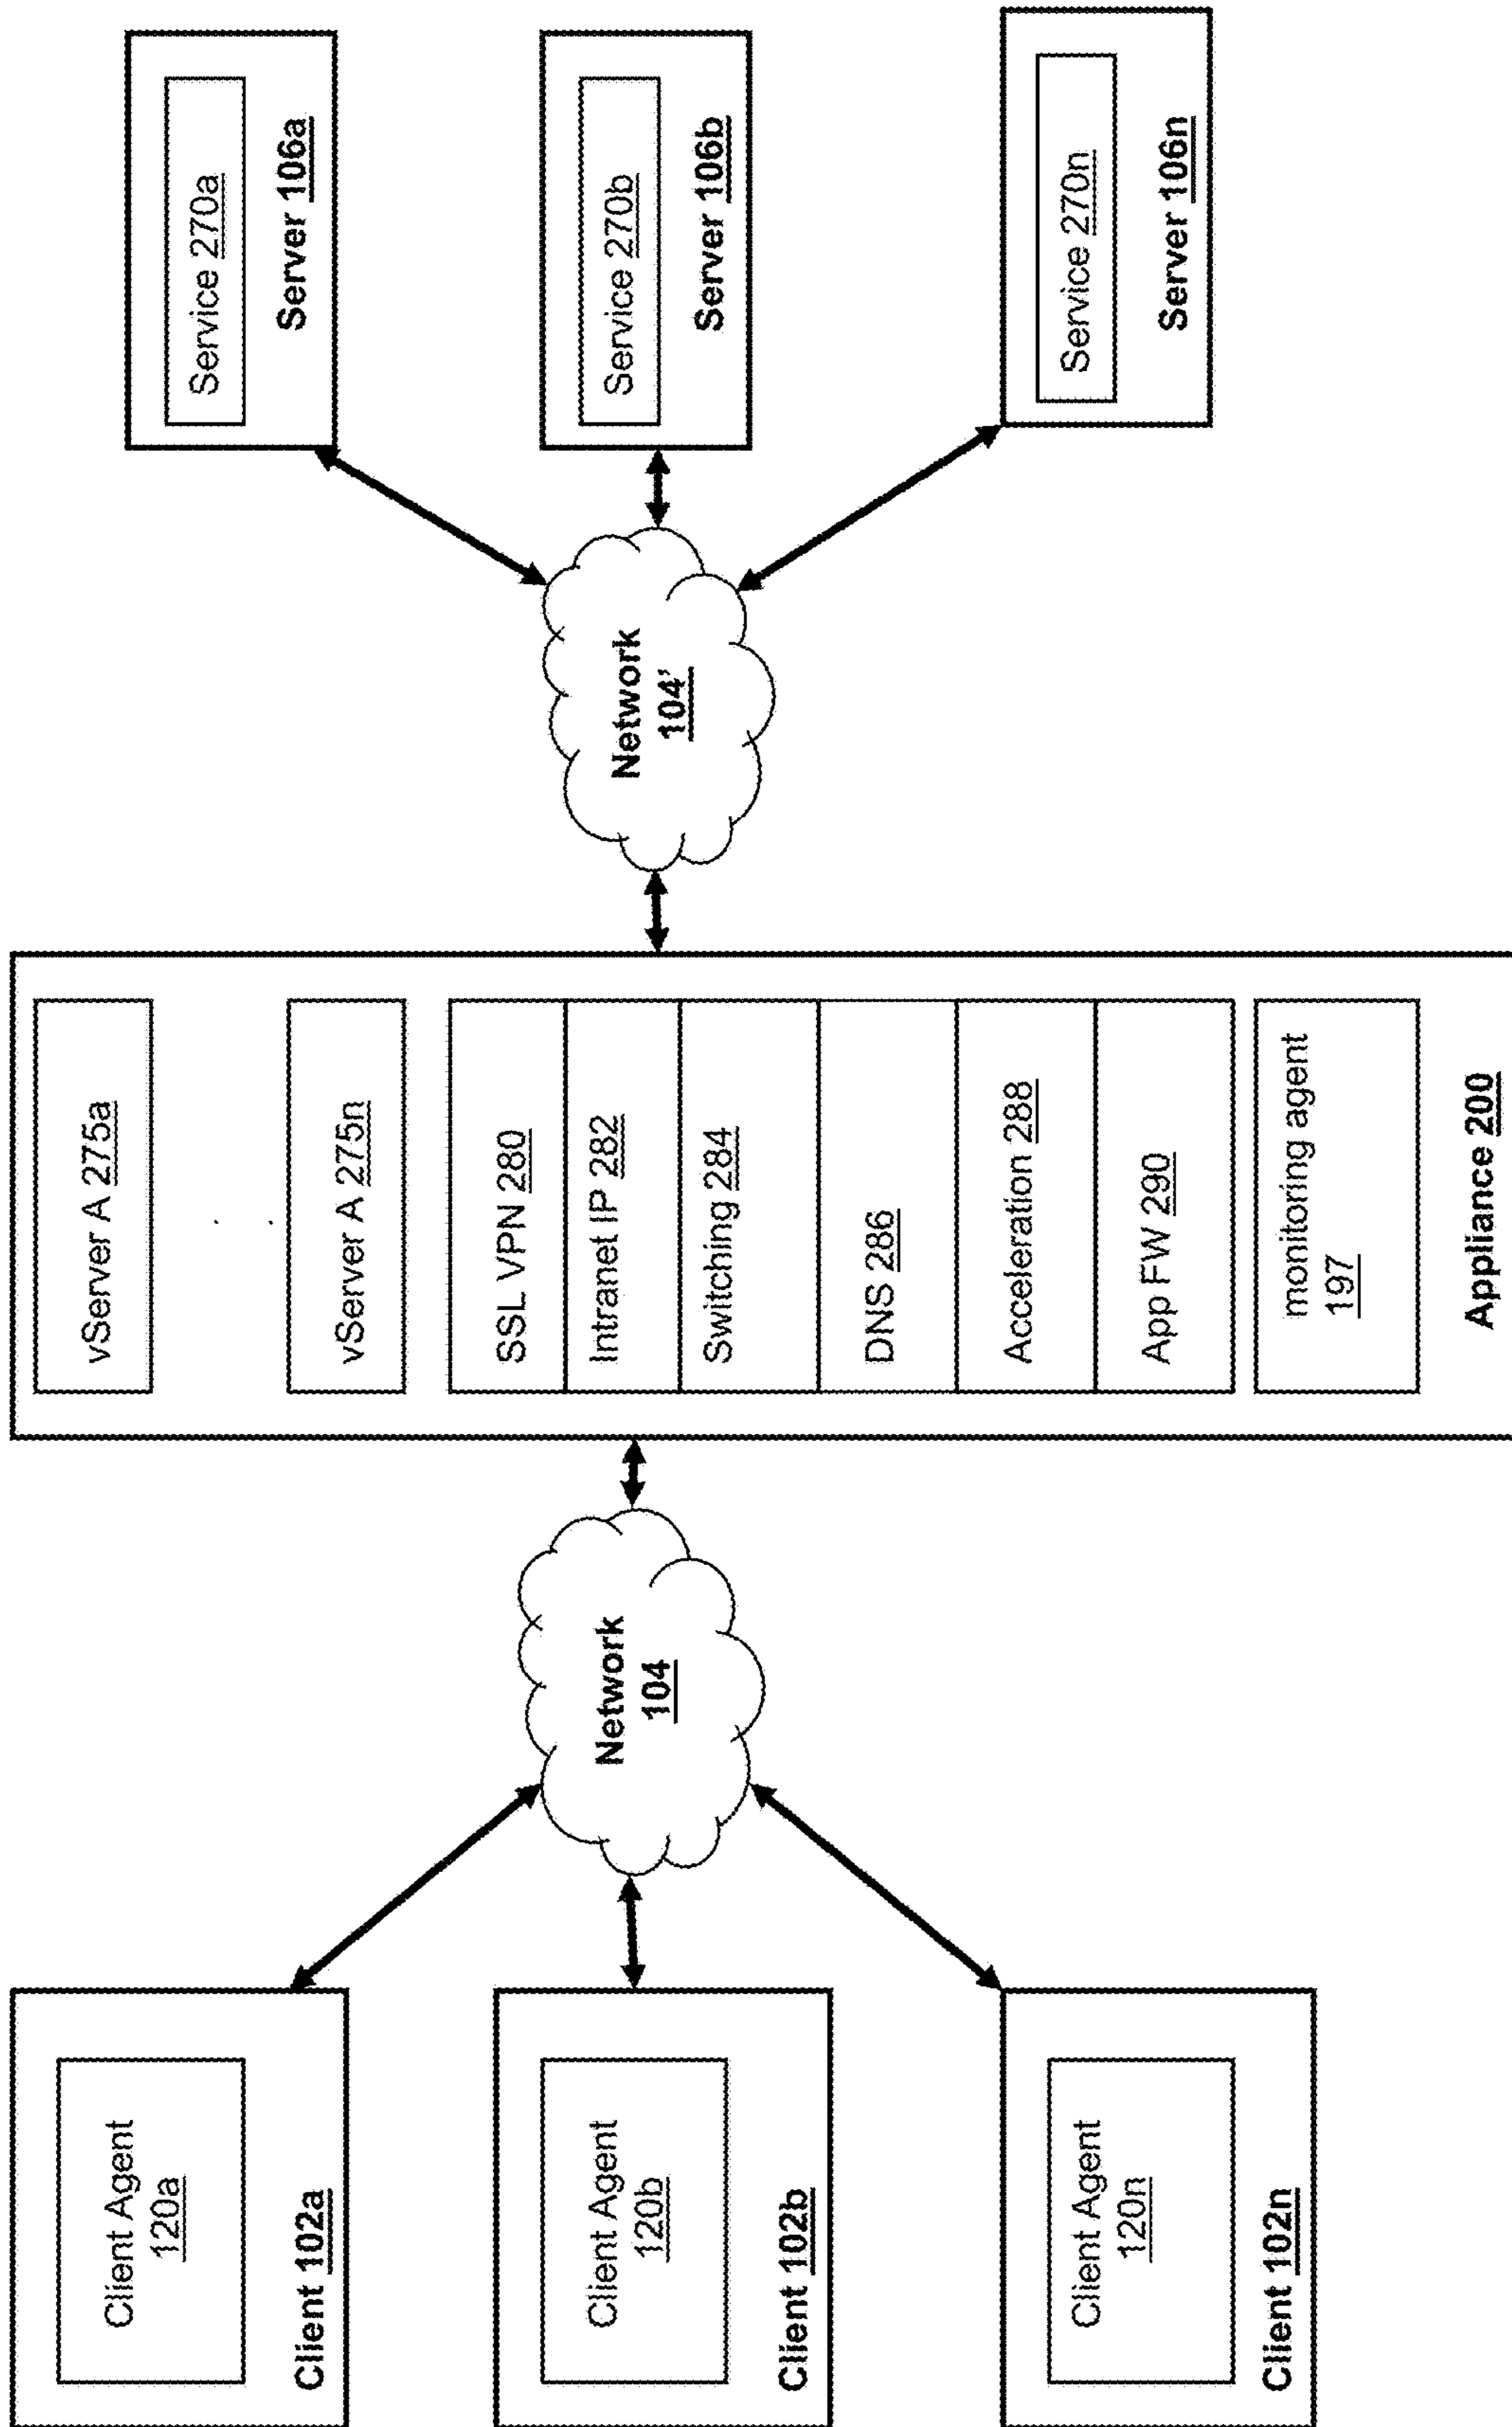 Client Agent
120a
Client 102a
Client Agent
120b
Client 102b
Client Agent
120n
Client 102n
Network
104
vServer A 275a
vServer A 275n
SSL VPN 280
Intranet IP 282
Switching 284
DNS 286
Acceleration 288
App FW 290
monitoring agent
197
Appliance 200
Network
104'
Service 270a
Server 106a
Service 270b
Server 106b
Service 270n
Server 106n